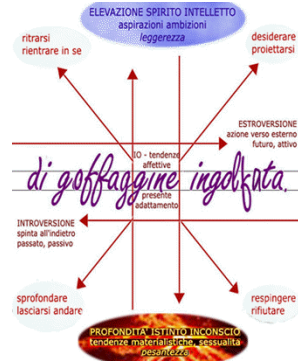 ELEVAZIONE SPIRITO INTELLETTO
aspirazioni ambizioni
leggerezza
ritrarsi
rientrare in se
desiderare
proiettarsi
ESTROVERSIONE
azione verso esterno
futuro, attivo
IO - tendenze
affettive
di goffaggine ingolfata.
presente
adattamento
INTROVERSIONE
spinta all'indietro
passato, passivo
sprofondare
lasciarsi andare
respingere
rifiutare
PROFONDITA' ISTINTO INCONSCIO
tendenze materialistiche, sessualita
pesantezza